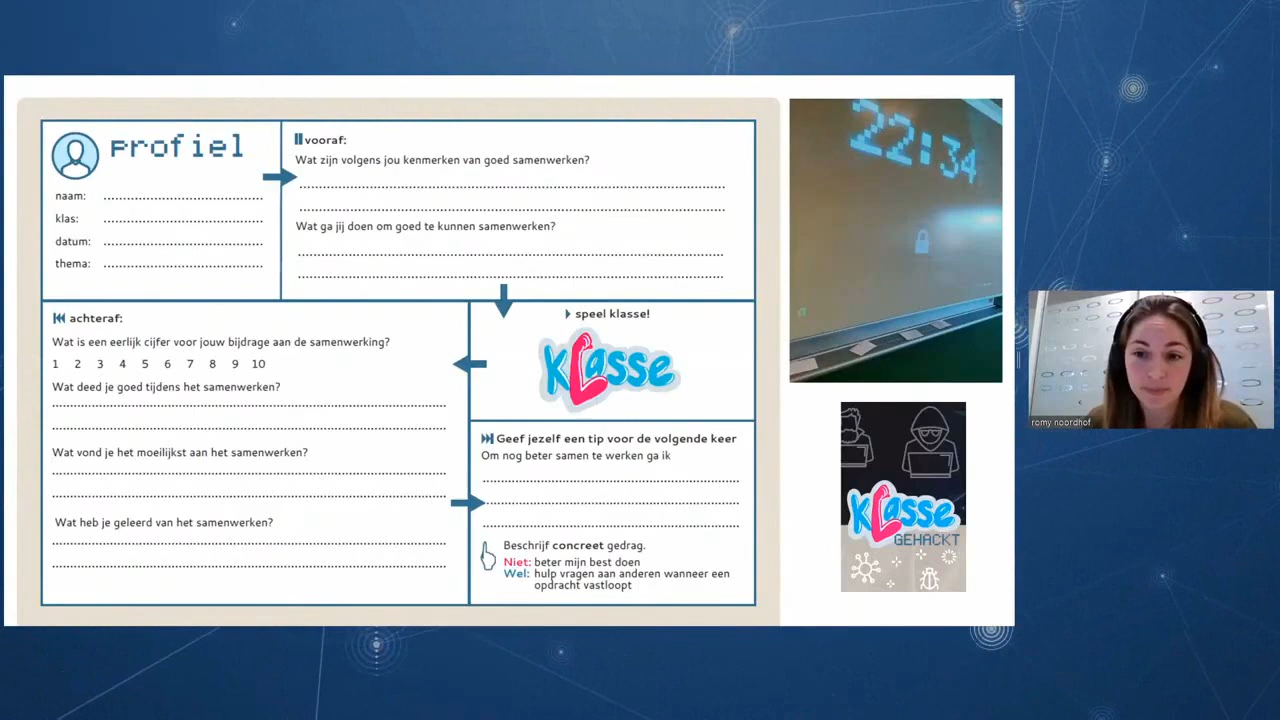 profiel
naam:
klas:
datum:
thema:
vooraf:
Wat zijn volgens jou kenmerken van goed samenwerken?
Wat ga jij doen om goed te kunnen samenwerken?
achteraf:
Wat is een eerlijk cijfer voor jouw bijdrage aan de samenwerking?
1 2 3 4 5 6 7 8 9 10
Wat deed je goed tijdens het samenwerken?
Wat vond je het moeilijkst aan het samenwerken?
Wat heb je geleerd van het samenwerken?
speel klasse!
Klasse
Geef jezelf een tip voor de volgende keer
Om nog beter samen te werken ga ik
Beschrijf concreet gedrag.
Niet: beter mijn best doen
Wel: hulp vragen aan anderen wanneer een
opdracht vastloopt
22:34
Klasse
GEHACKT
romy noordhof